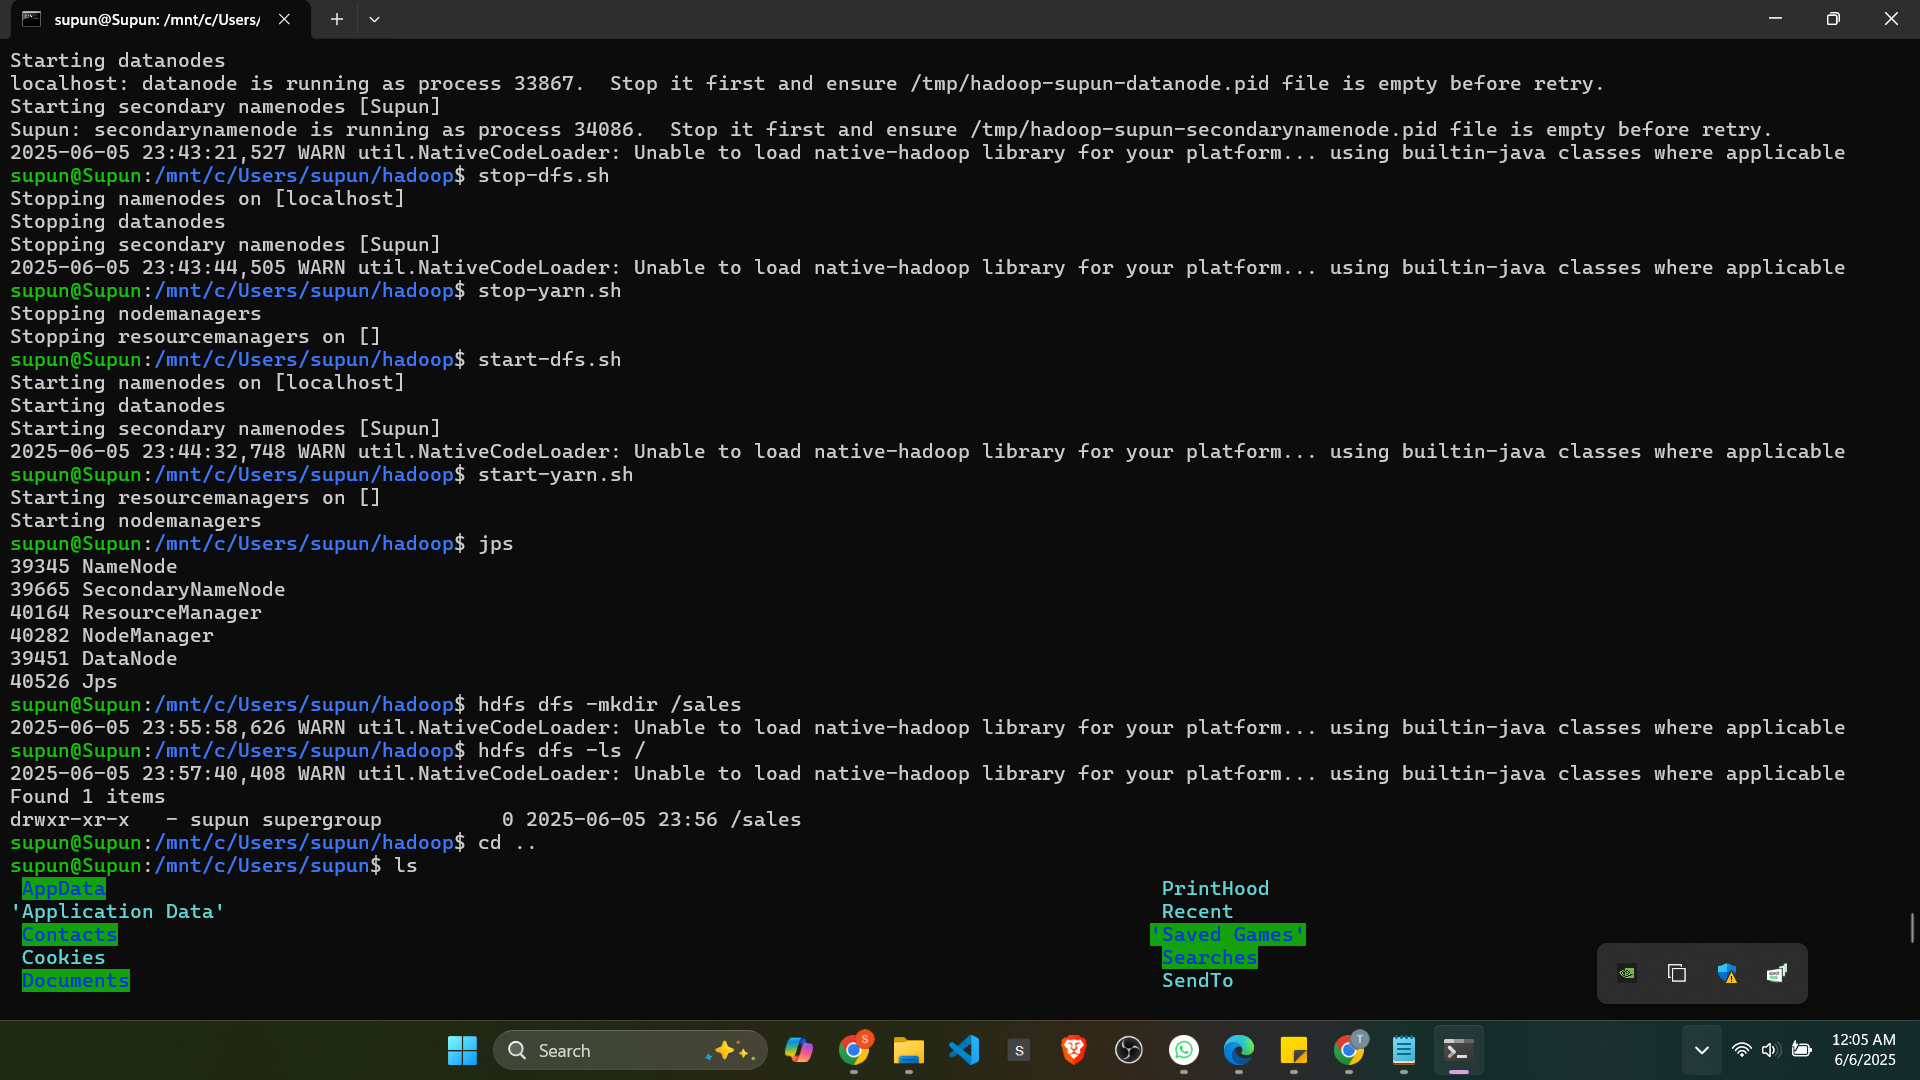 supun@Supun: /mnt/c/Users/
Starting datanodes
localhost: datanode is running as process 33867.  Stop it first and ensure /tmp/hadoop-supun-datanode.pid file is empty before retry.
Starting secondary namenodes [Supun]
Supun: secondarynamenode is running as process 34086.  Stop it first and ensure /tmp/hadoop-supun-secondarynamenode.pid file is empty before retry.
2025-06-05 23:43:21,527 WARN util.NativeCodeLoader: Unable to load native-hadoop library for your platform... using builtin-java classes where applicable
supun@Supun:/mnt/c/Users/supun/hadoop$ stop-dfs.sh
Stopping namenodes on [localhost]
Stopping datanodes
Stopping secondary namenodes [Supun]
2025-06-05 23:43:44,505 WARN util.NativeCodeLoader: Unable to load native-hadoop library for your platform... using builtin-java classes where applicable
supun@Supun:/mnt/c/Users/supun/hadoop$ stop-yarn.sh
Stopping nodemanagers
Stopping resourcemanagers on []
supun@Supun:/mnt/c/Users/supun/hadoop$ start-dfs.sh
Starting namenodes on [localhost]
Starting datanodes
Starting secondary namenodes [Supun]
2025-06-05 23:44:32,748 WARN util.NativeCodeLoader: Unable to load native-hadoop library for your platform... using builtin-java classes where applicable
supun@Supun:/mnt/c/Users/supun/hadoop$ start-yarn.sh
Starting resourcemanagers on []
Starting nodemanagers
supun@Supun:/mnt/c/Users/supun/hadoop$ jps
39345 NameNode
39665 SecondaryNameNode
40164 ResourceManager
40282 NodeManager
39451 DataNode
40526 Jps
supun@Supun:/mnt/c/Users/supun/hadoop$ hdfs dfs -mkdir /sales
2025-06-05 23:55:58,626 WARN util.NativeCodeLoader: Unable to load native-hadoop library for your platform... using builtin-java classes where applicable
supun@Supun:/mnt/c/Users/supun/hadoop$ hdfs dfs -ls /
2025-06-05 23:57:40,408 WARN util.NativeCodeLoader: Unable to load native-hadoop library for your platform... using builtin-java classes where applicable
Found 1 items
drwxr-xr-x   - supun supergroup          0 2025-06-05 23:56 /sales
supun@Supun:/mnt/c/Users/supun/hadoop$ cd ..
supun@Supun:/mnt/c/Users/supun$ ls
AppData PrintHood
'Application Data' Recent
Contacts 'Saved Games'
Cookies Searches
Documents SendTo
Search S S T 12:05 AM
6/6/2025